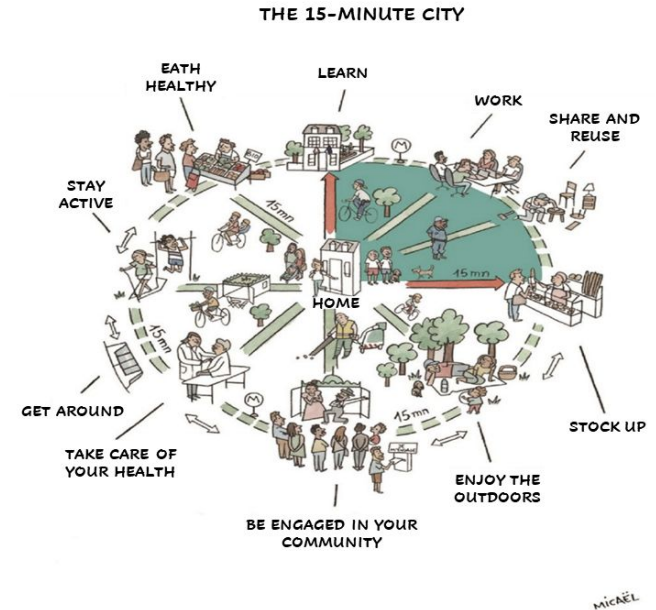 THE 15-MINUTE CITY
EATH
HEALTHY
LEARN
WORK
SHARE AND
REUSE
STAY
ACTIVE
M
15mn
15mn
HOME
15mn
M
15mn
GET AROUND
TAKE CARE OF
YOUR HEALTH
STOCK UP
ENJOY THE
OUTDOORS
BE ENGAGED IN YOUR
COMMUNITY
MICAËL